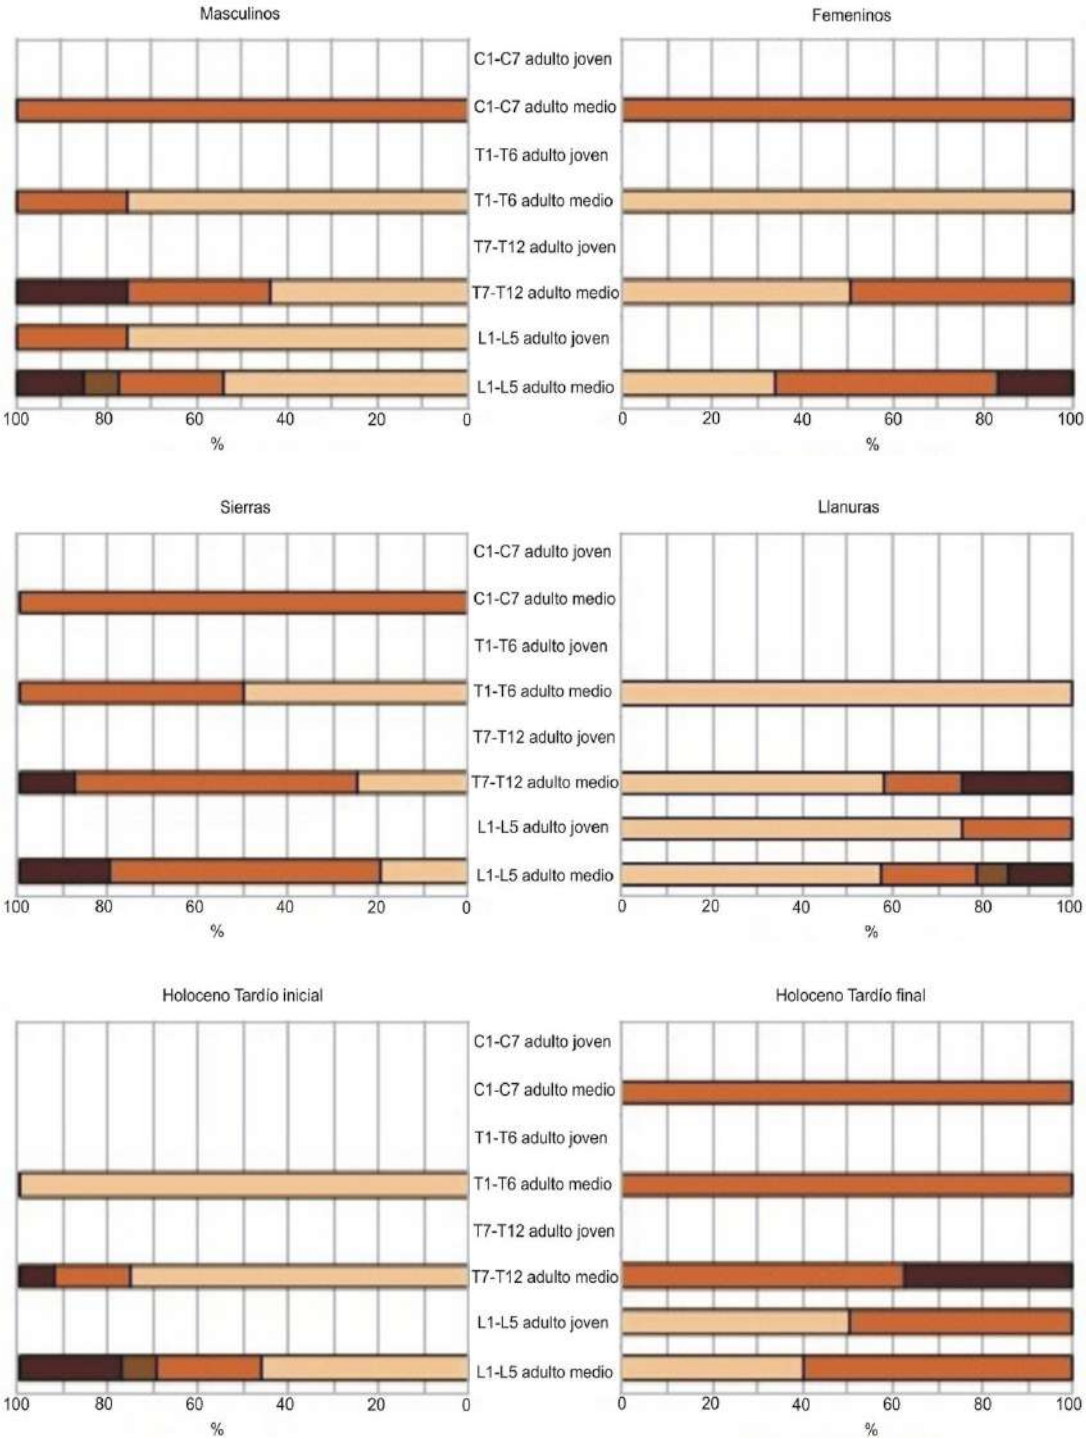 Masculinos
Femeninos
C1-C7 adulto joven
C1-C7 adulto medio
T1-T6 adulto joven
T1-T6 adulto medio
T7-T12 adulto joven
T7-T12 adulto medio
L1-L5 adulto joven
L1-L5 adulto medio
100 80 60 40 20 0
0 20 40 60 80 100
%
%
Sierras
Llanuras
C1-C7 adulto joven
C1-C7 adulto medio
T1-T6 adulto joven
T1-T6 adulto medio
T7-T12 adulto joven
T7-T12 adulto medio
L1-L5 adulto joven
L1-L5 adulto medio
100 80 60 40 20 0
0 20 40 60 80 100
%
%
Holoceno Tardío inicial
Holoceno Tardío final
C1-C7 adulto joven
C1-C7 adulto medio
T1-T6 adulto joven
T1-T6 adulto medio
T7-T12 adulto joven
T7-T12 adulto medio
L1-L5 adulto joven
L1-L5 adulto medio
100 80 60 40 20 0
0 20 40 60 80 100
%
%